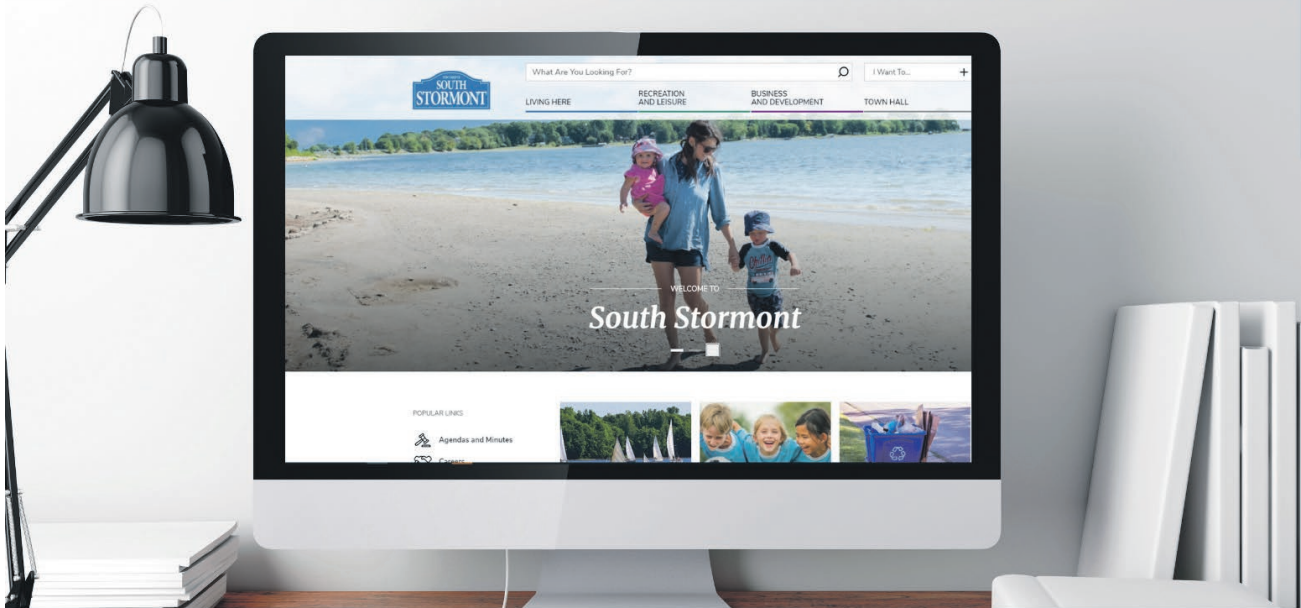 SOUTH
STORMONT
What Are You Looking For?
I Want To...
+
LIVING HERE
RECREATION
AND LEISURE
BUSINESS
AND DEVELOPMENT
TOWN HALL
WELCOME TO
South Stormont
POPULAR LINKS
Agendas and Minutes
Careers